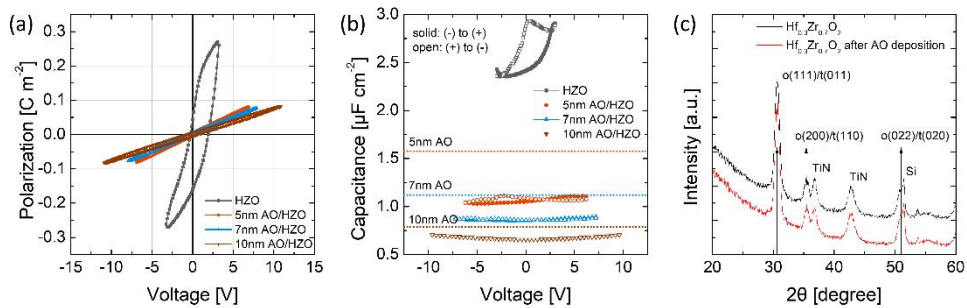 (a)
Polarization [C m⁻²]
0.3
0.2
0.1
0.0
-0.1
-0.2
-0.3
HZO
5nm AO/HZO
7nm AO/HZO
10nm AO/HZO
-15 -10 -5 0 5 10 15
Voltage [V]
(b)
Capacitance [µF cm⁻²]
3.0
2.5
2.0
1.5
1.0
0.5
solid: (-) to (+)
open: (+) to (-)
HZO
5nm AO/HZO
7nm AO/HZO
10nm AO/HZO
5nm AO
7nm AO
10nm AO
-10 -5 0 5 10
Voltage [V]
(c)
Intensity [a.u.]
Hf₀.₃Zr₀.₇O₂
Hf₀.₃Zr₀.₇O₂ after AO deposition
o(111)/t(011)
o(200)/t(110)
o(022)/t(020)
TiN
TiN
Si
20 30 40 50 60
2θ [degree]